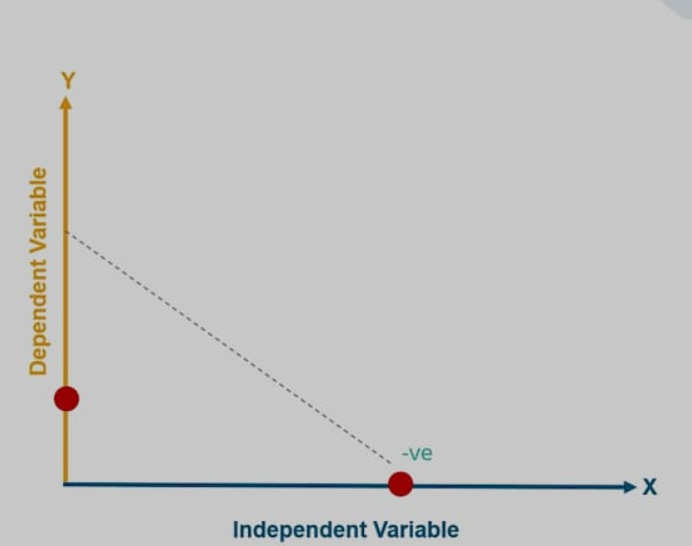 Y
Dependent Variable
-ve
X
Independent Variable